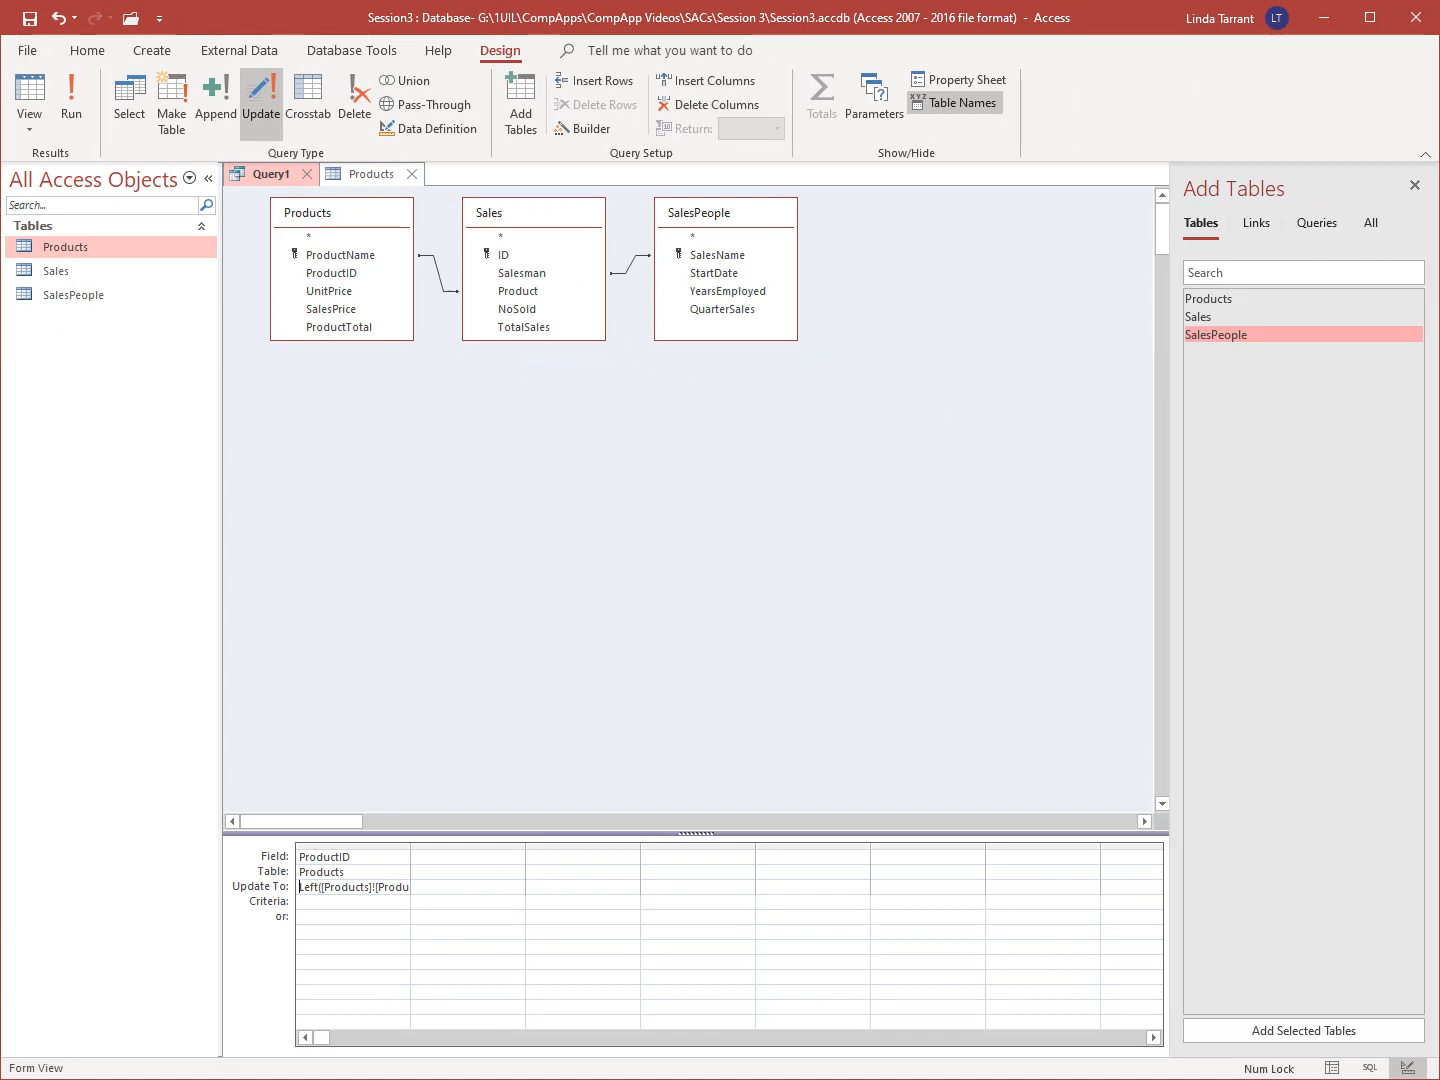 Session3 : Database- G:\1UIL\CompApps\CompApp Videos\SACs\Session 3\Session3.accdb (Access 2007 - 2016 file format) - Access
Linda Tarrant
LT
File
Home
Create
External Data
Database Tools
Help
Design
Tell me what you want to do
View
Run
Results
Select
Make Table
Append
Update
Crosstab
Delete
Union
Pass-Through
Data Definition
Query Type
Add Tables
Insert Rows
Delete Rows
Builder
Insert Columns
Delete Columns
Return:
Query Setup
Totals
Parameters
Property Sheet
Table Names
Show/Hide
All Access Objects
Search...
Tables
Products
Sales
SalesPeople
Query1
Products
Products
*
ProductName
ProductID
UnitPrice
SalesPrice
ProductTotal
Sales
*
ID
Salesman
Product
NoSold
TotalSales
SalesPeople
*
SalesName
StartDate
YearsEmployed
QuarterSales
Field: ProductID
Table: Products
Update To: Left([Products]![Produ
Criteria:
or:
Add Tables
Tables
Links
Queries
All
Search
Products
Sales
SalesPeople
Add Selected Tables
Form View
Num Lock
SQL